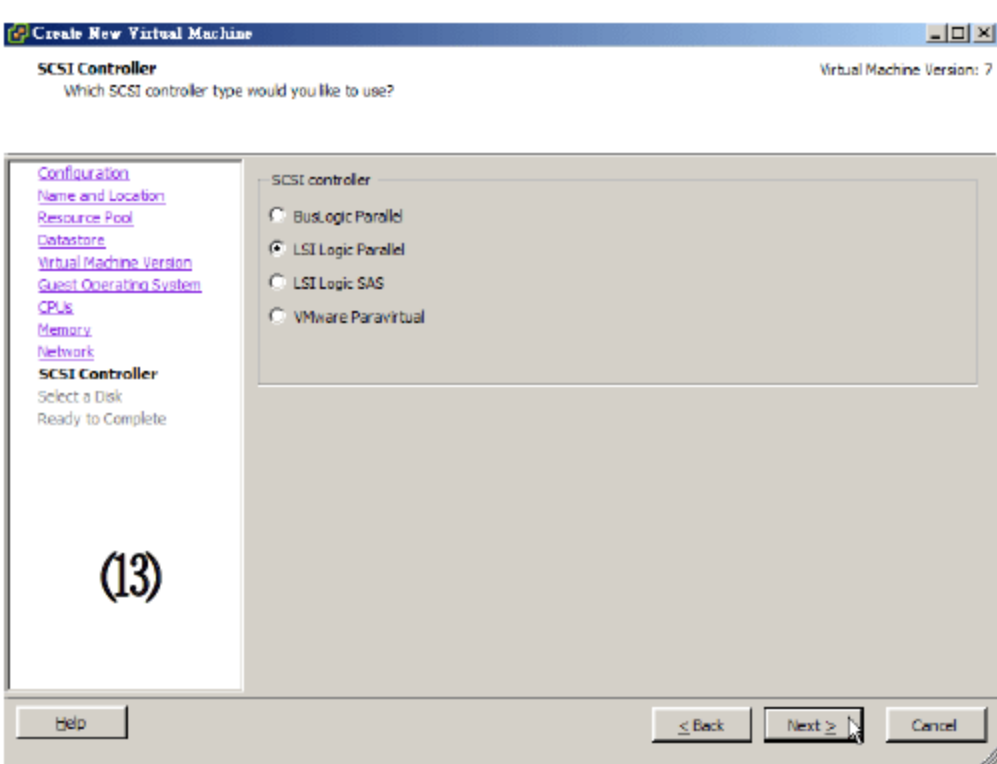 Create New Virtual Machine
SCSI Controller
Which SCSI controller type would you like to use?
Virtual Machine Version: 7
Configuration
Name and Location
Resource Pool
Datastore
Virtual Machine Version
Guest Operating System
CPUs
Memory
Network
SCSI Controller
Select a Disk
Ready to Complete
(13)
SCSI controller
BusLogic Parallel
LSI Logic Parallel
LSI Logic SAS
VMware Paravirtual
Help
< Back
Next >
Cancel